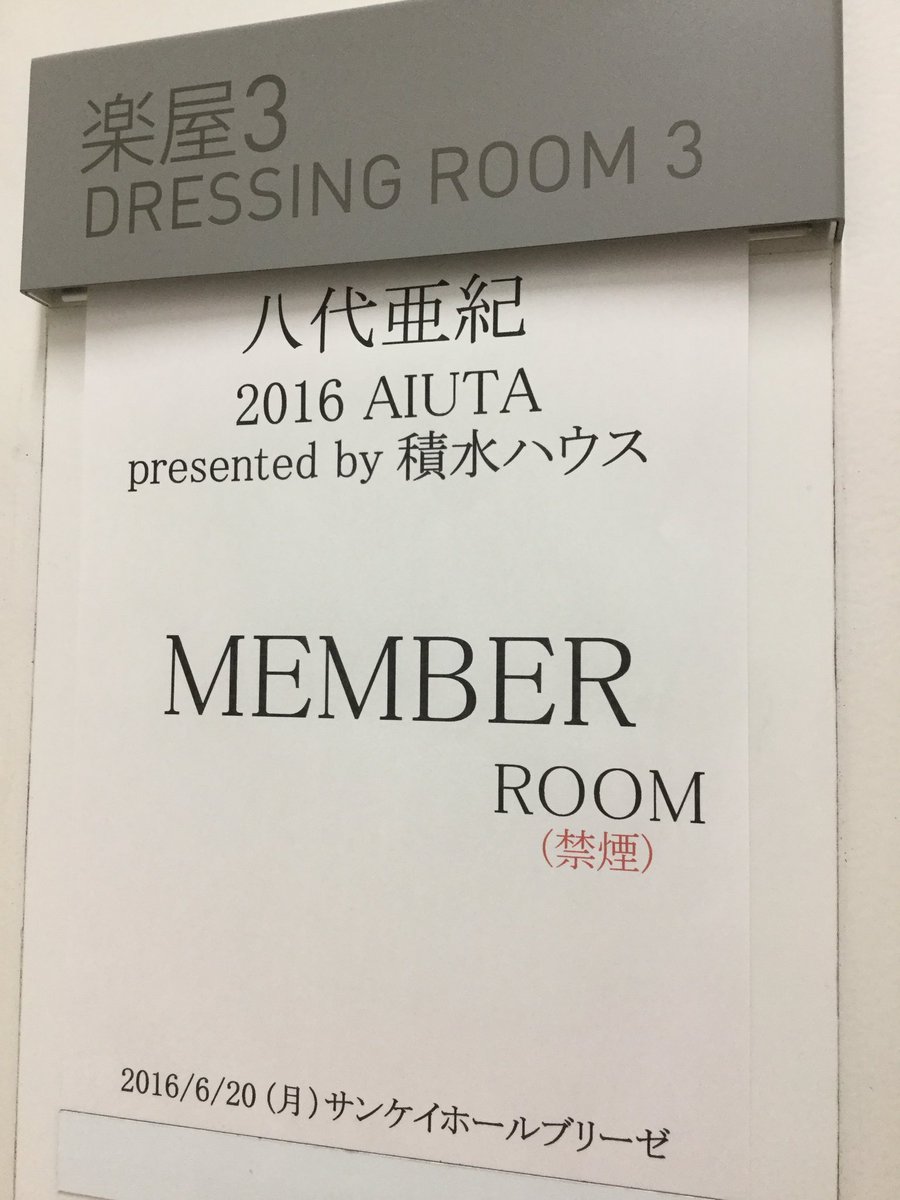 楽屋3
DRESSING ROOM 3
八代亜紀
2016 AIUTA
presented by 積水ハウス
MEMBER
ROOM
(禁煙)
2016/6/20 (月) サンケイホールブリーゼ